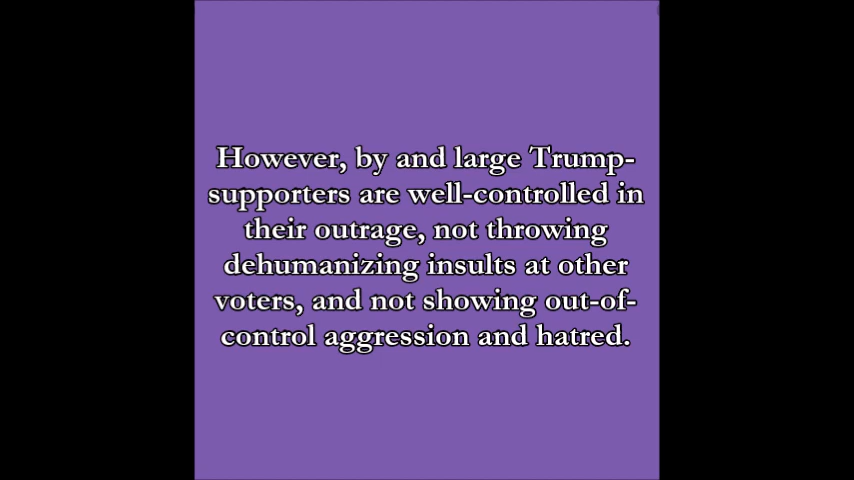 However, by and large Trump-
supporters are well-controlled in
their outrage, not throwing
dehumanizing insults at other
voters, and not showing out-of-
control aggression and hatred.